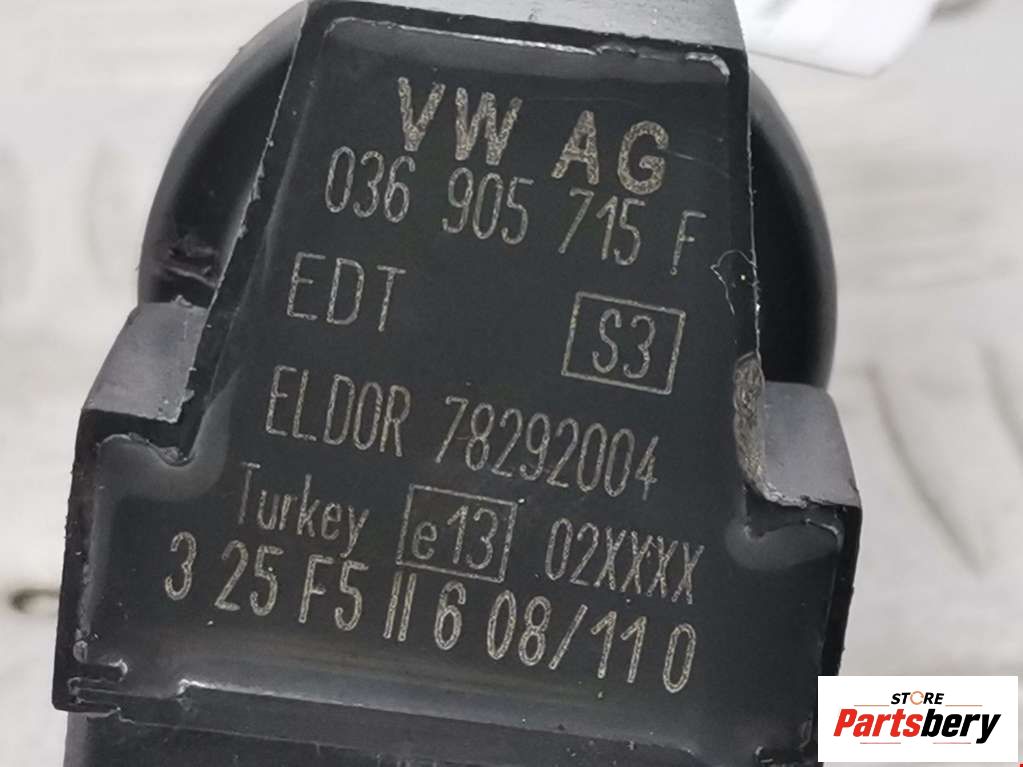 VW AG
036 905 715 F
EDT S3
ELDOR 78292004
Turkey e13 02XXXX
3 25 F5 II 6 08/11 0
STORE
Partsbery